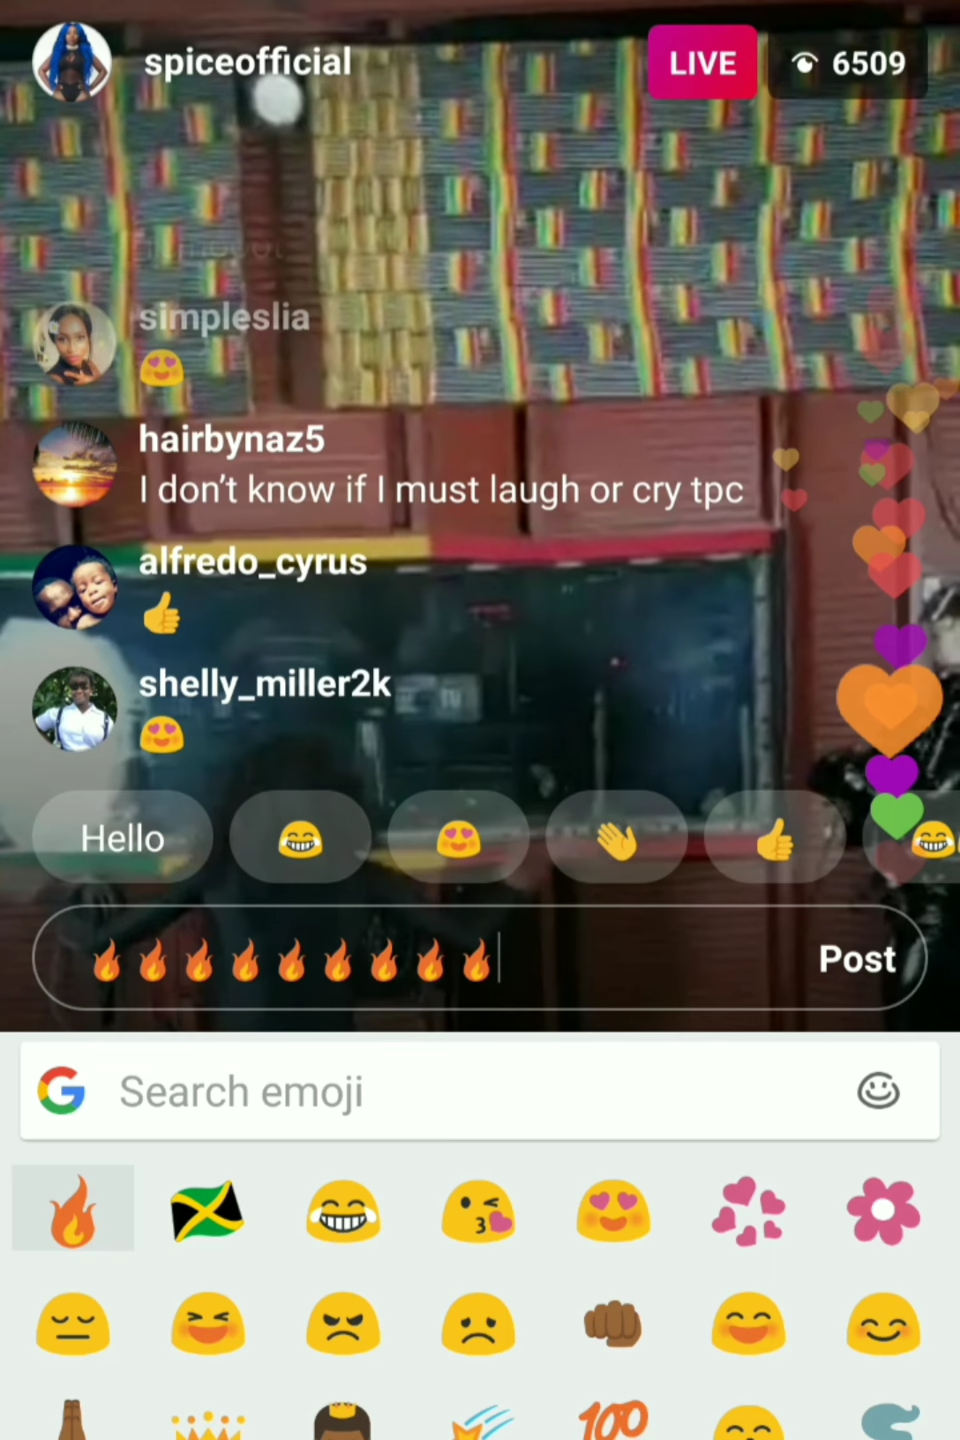 spiceofficial
LIVE
6509
simpleslia
😍
hairbynaz5
I don't know if I must laugh or cry tpc
alfredo_cyrus
👍
shelly_miller2k
😍
Hello 😂 😍 👋 👍 😂
🔥🔥🔥🔥🔥🔥🔥🔥🔥
Post
Search emoji
100